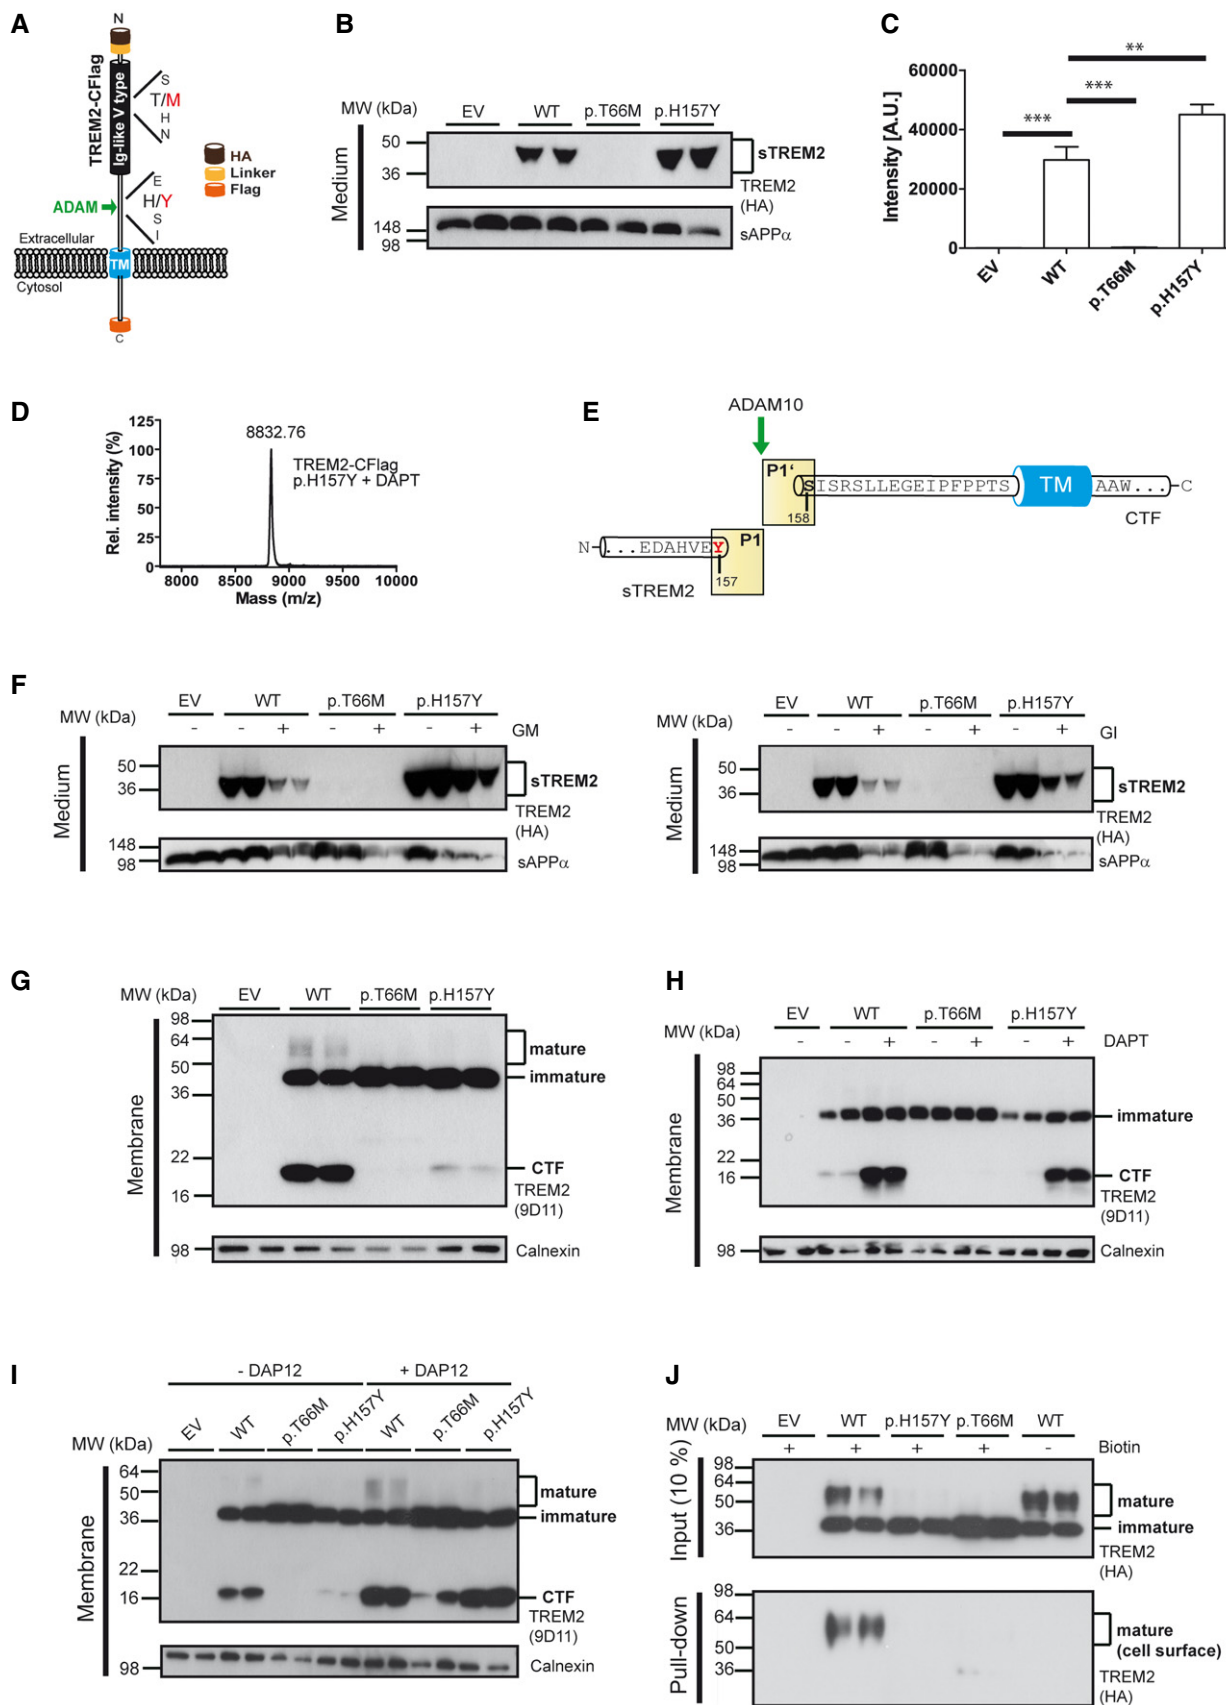 A
N
TREM2-CFlag
Ig-like V type
S
T/M
H
N
HA
Linker
Flag
E
H/Y
S
I
ADAM
Extracellular
TM
Cytosol
C
B
MW (kDa)
EV WT p.T66M p.H157Y
Medium
50
36
sTREM2
TREM2
(HA)
148
98
sAPPα
C
**
***
***
Intensity [A.U.]
60000
40000
20000
0
EV WT p.T66M p.H157Y
D
Rel. intensity (%)
125
100
75
50
25
0
8832.76
TREM2-CFlag
p.H157Y + DAPT
8000 8500 9000 9500 10000
Mass (m/z)
E
ADAM10
P1‘
SISRSLLEGEIPFPPTS TM AAW... C
158
CTF
N ...EDAHVEY P1
157
sTREM2
F
EV WT p.T66M p.H157Y
MW (kDa)
- - + - + - + GM
Medium
50
36
sTREM2
TREM2
(HA)
148
98
sAPPα
EV WT p.T66M p.H157Y
MW (kDa)
- - + - + - + GI
Medium
50
36
sTREM2
TREM2
(HA)
148
98
sAPPα
G
MW (kDa) EV WT p.T66M p.H157Y
Membrane
98
64
50
36
22
16
mature
immature
CTF
TREM2
(9D11)
98
Calnexin
H
EV WT p.T66M p.H157Y
MW (kDa)
- - + - + - + DAPT
Membrane
98
64
50
36
22
16
immature
CTF
TREM2
(9D11)
98
Calnexin
I
- DAP12 + DAP12
EV WT p.T66M p.H157Y WT p.T66M p.H157Y
MW (kDa)
Membrane
64
50
36
22
16
mature
immature
CTF
TREM2
(9D11)
98
Calnexin
J
MW (kDa) EV WT p.H157Y p.T66M WT
+ + + + - Biotin
Input (10 %)
98
64
50
36
mature
immature
TREM2
(HA)
Pull-down
98
64
50
36
mature
(cell surface)
TREM2
(HA)